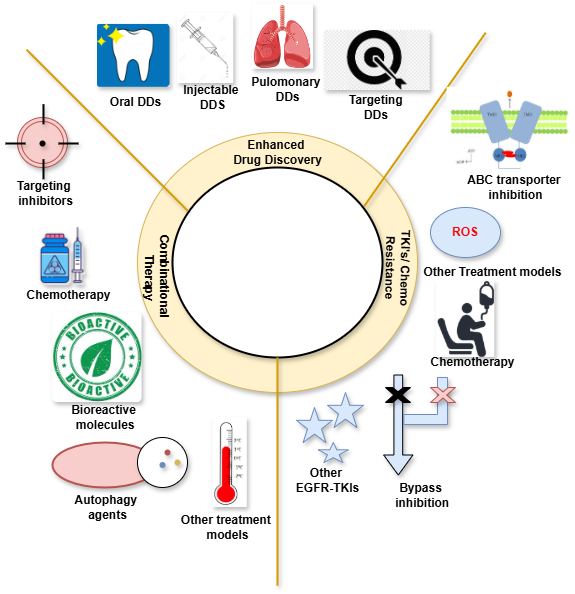 Oral DDs
Injectable
DDS
Pulomonary
DDs
Targeting
DDs
Enhanced
Drug Discovery
TKI's/ Chemo
Resistance
Combinational
Therapy
Targeting
inhibitors
Chemotherapy
BIOACTIVE
BIOACTIVE
Bioreactive
molecules
Autophagy
agents
Other treatment
models
ABC transporter
inhibition
ROS
Other Treatment models
Chemotherapy
Bypass
inhibition
Other
EGFR-TKIs